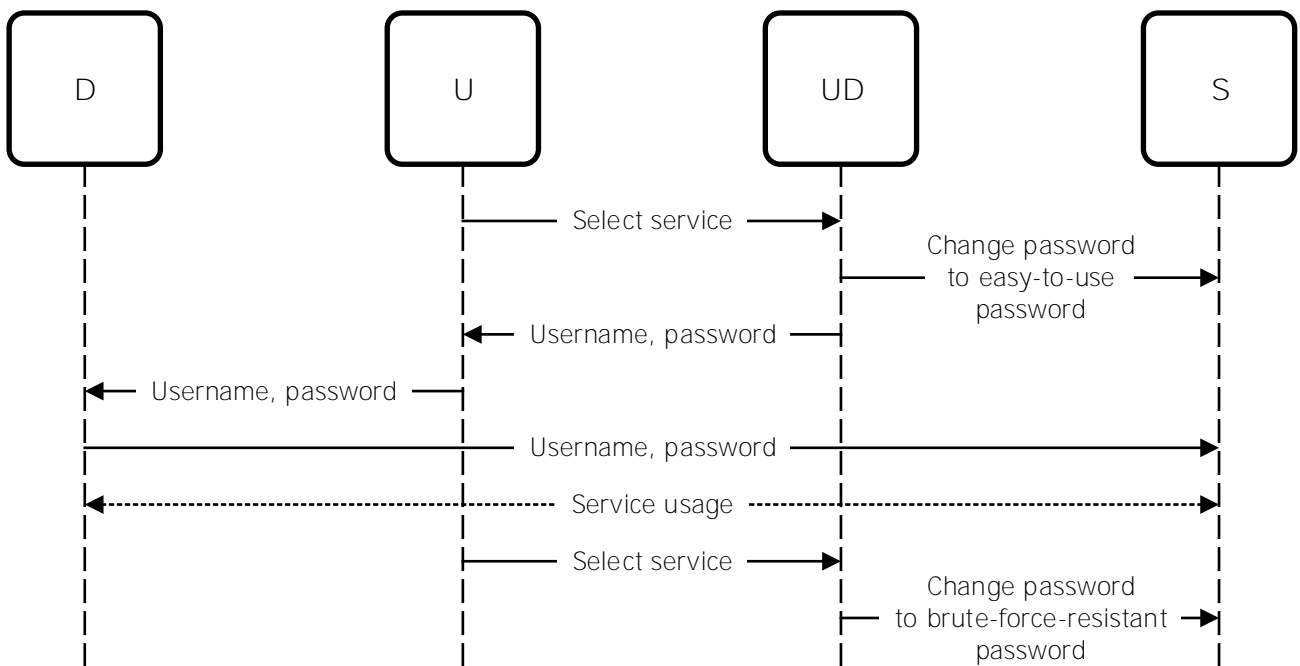 D
U
UD
S
Select service
Change password
to easy-to-use
password
Username, password
Username, password
Username, password
Service usage
Select service
Change password
to brute-force-resistant
password